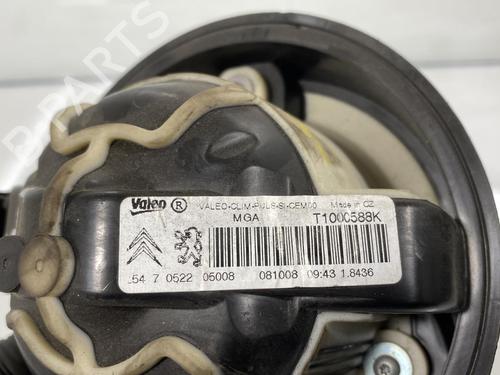 Valeo ® VALEO-CLIM-PULS-SI-CEM00 Made in CZ
MGA T1000588K
54 7 0522 05008 081008 09:43 1.8436
B-PARTS